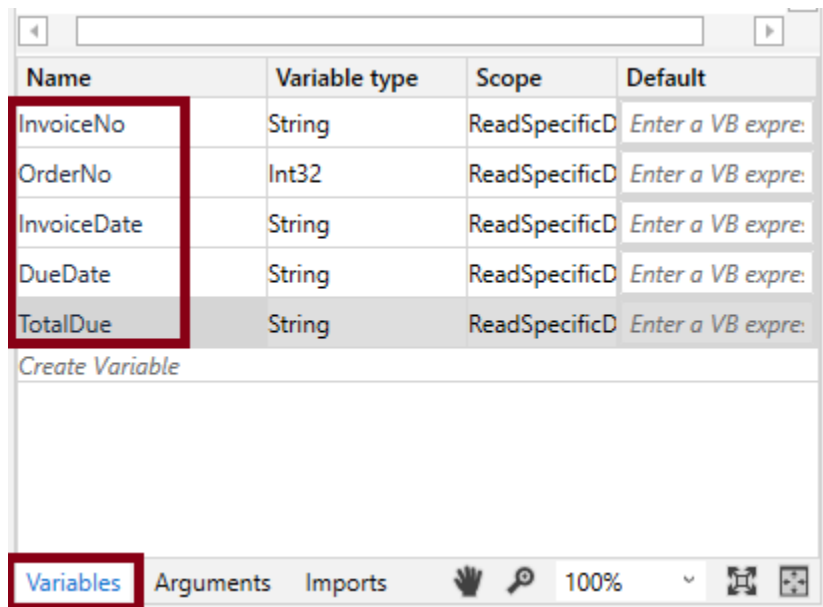 Name Variable type Scope Default
InvoiceNo String ReadSpecificD Enter a VB expre:
OrderNo Int32 ReadSpecificD Enter a VB expre:
InvoiceDate String ReadSpecificD Enter a VB expre:
DueDate String ReadSpecificD Enter a VB expre:
TotalDue String ReadSpecificD Enter a VB expre:
Create Variable
Variables Arguments Imports 100%